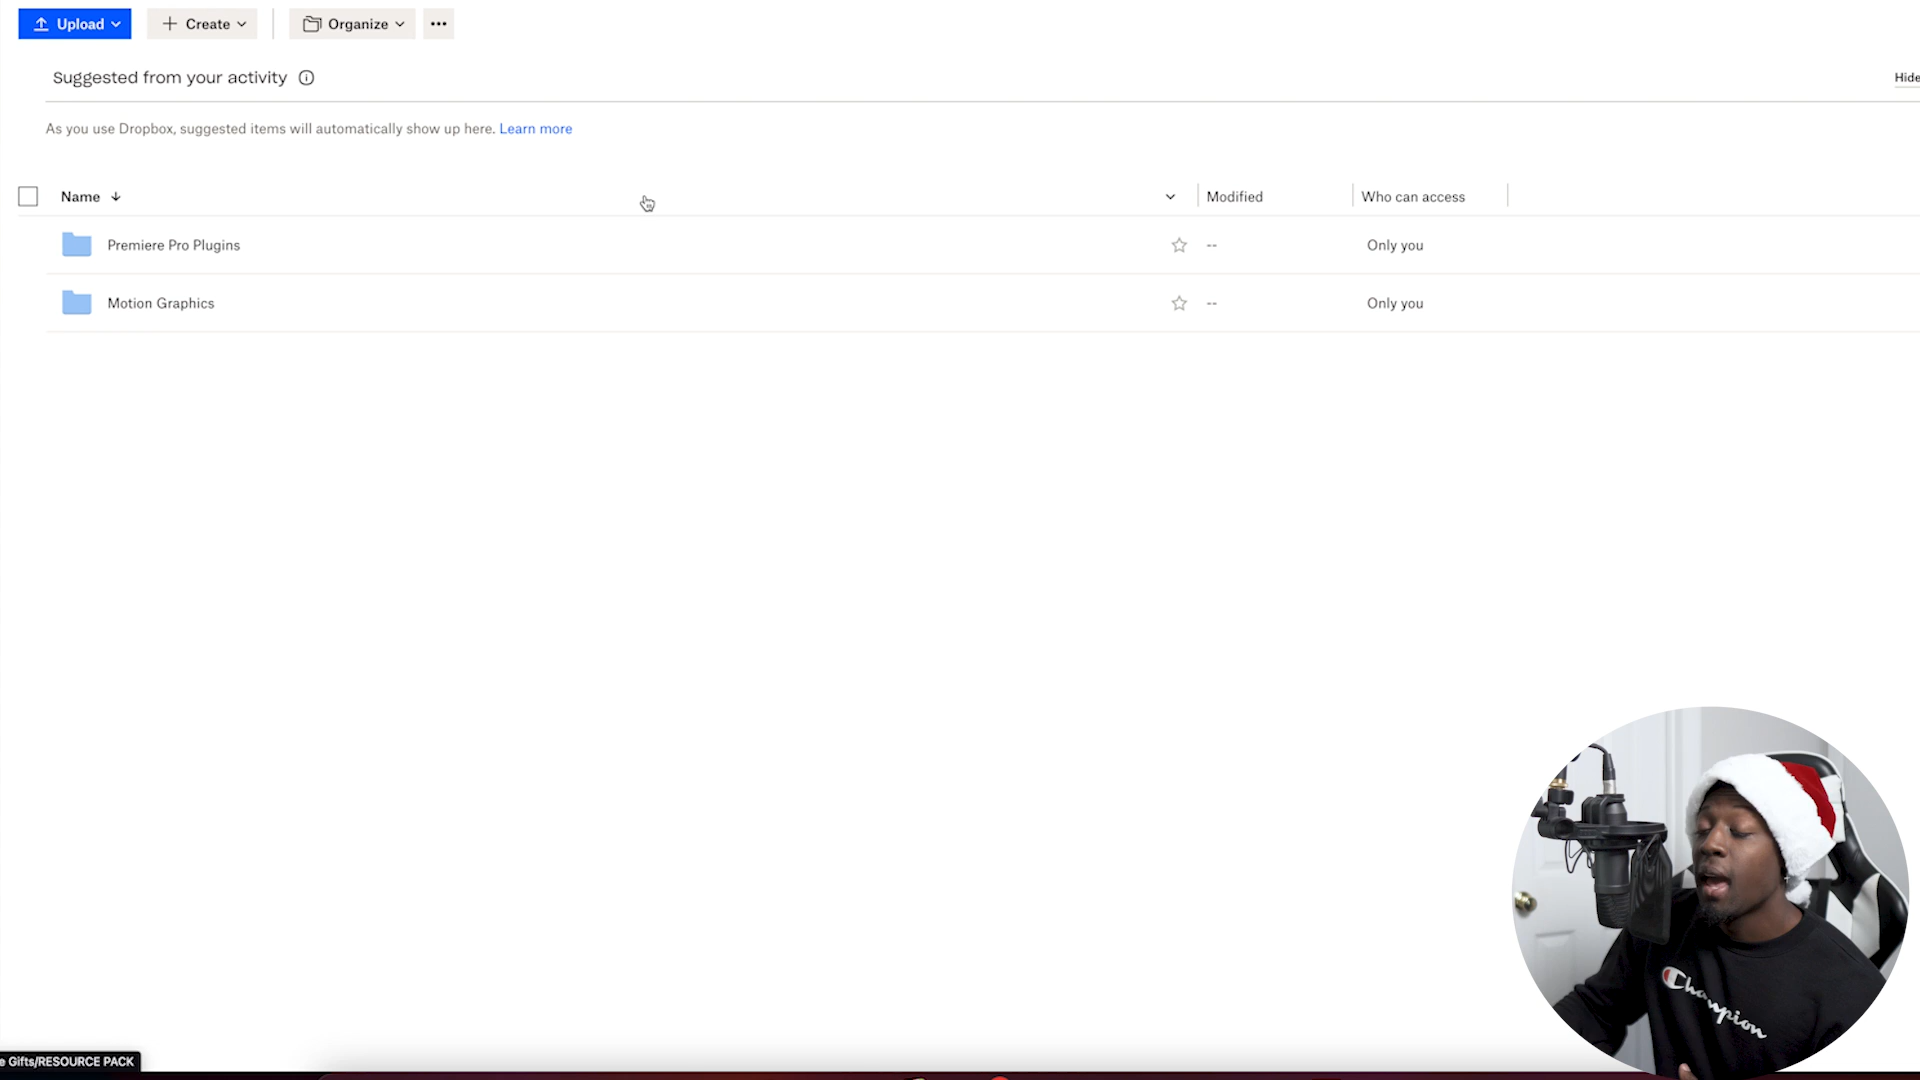 Upload
Create
Organize
Suggested from your activity
Hide
As you use Dropbox, suggested items will automatically show up here. Learn more
Name
Modified
Who can access
Premiere Pro Plugins
--
Only you
Motion Graphics
--
Only you
Champion
e Gifts/RESOURCE PACK